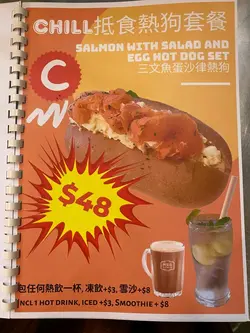 CHILL抵食熱狗套餐
SALMON WITH SALAD AND
EGG HOT DOG SET
三文魚蛋沙律熱狗
C
$48
包任何熱飲一杯, 凍飲+$3, 雲沙+$8
INCL 1 HOT DRINK, ICED +$3, SMOOTHIE + $8